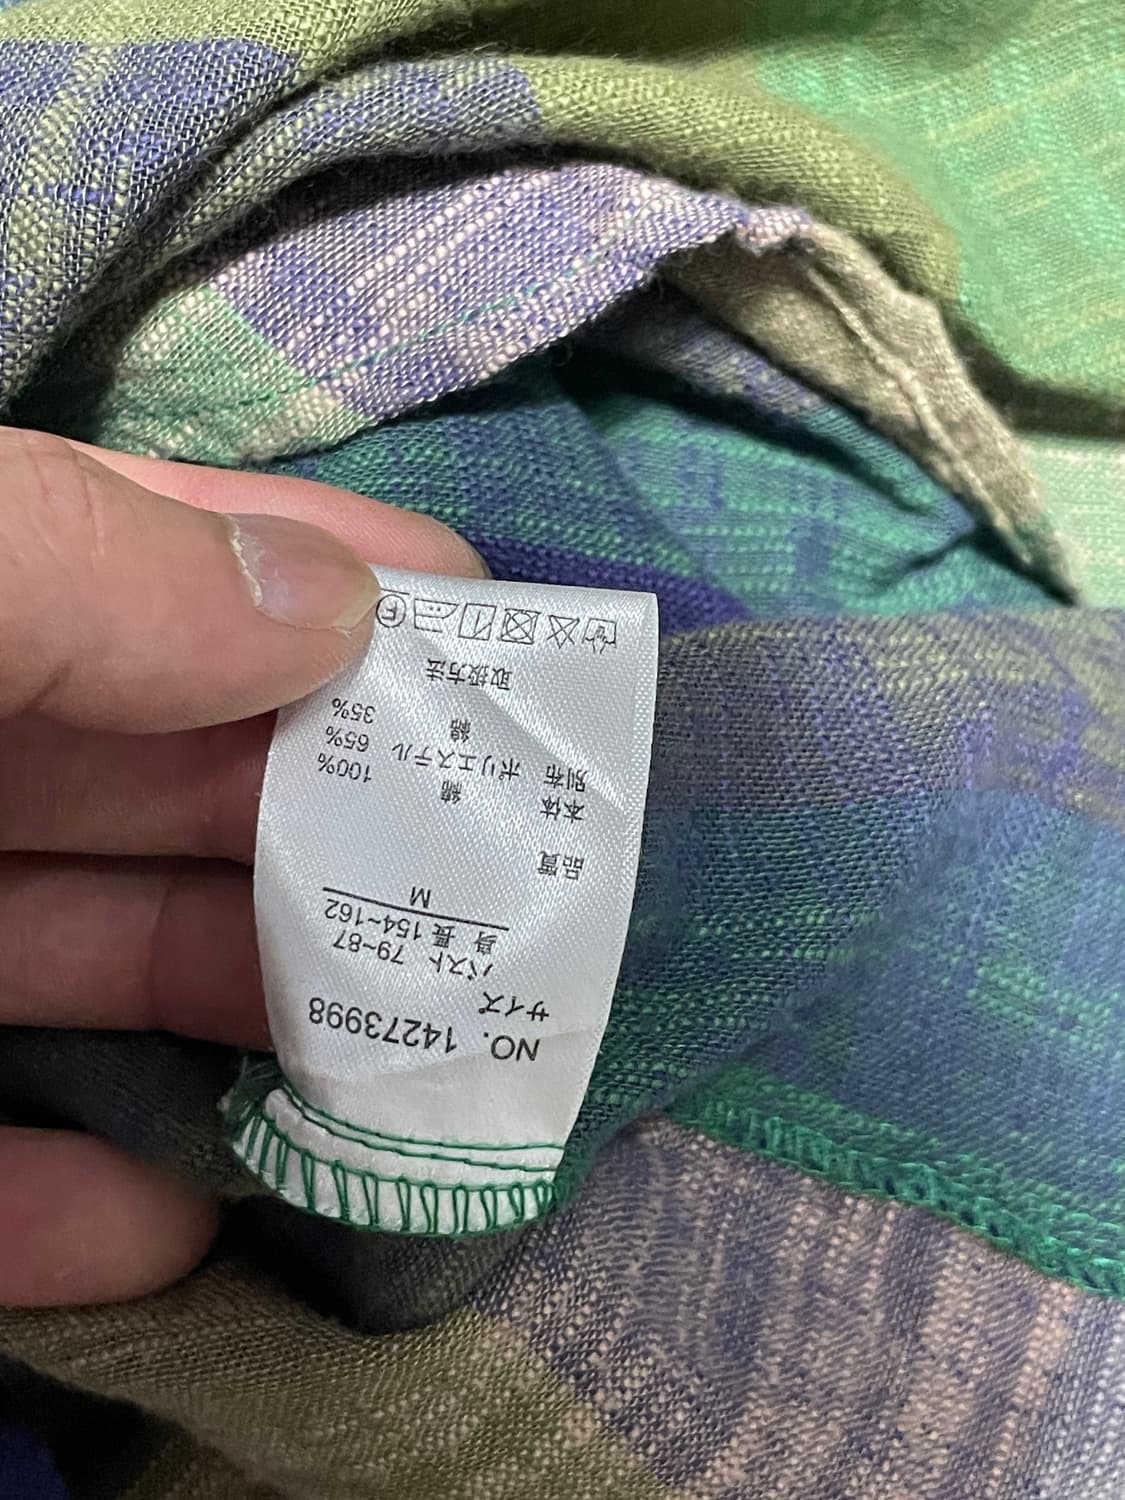 NO. 14273998
サイズ
バスト 79~87
身 長 154~162
M
品質
本体 綿 100%
別布 ポリエステル 65%
綿 35%
取扱方法
F